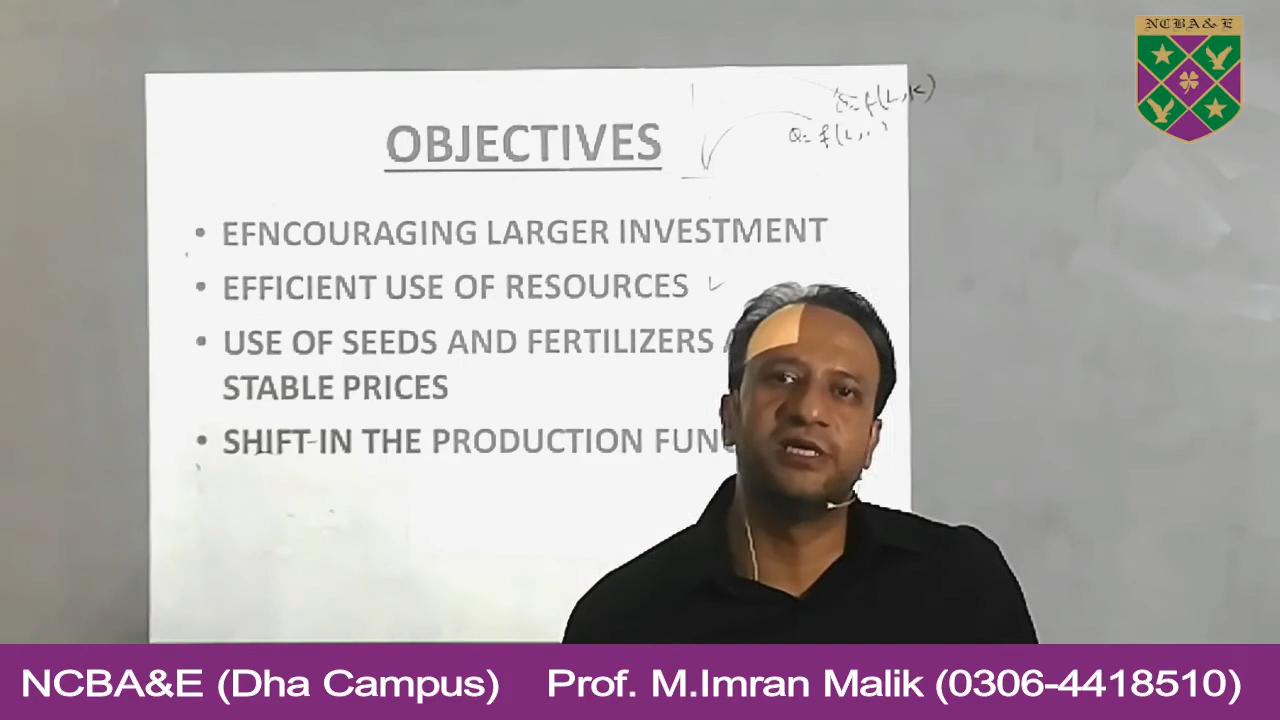 NCBA&E
Q = f(L, K)
Q = f(L,
OBJECTIVES
• EFNCOURAGING LARGER INVESTMENT
• EFFICIENT USE OF RESOURCES
• USE OF SEEDS AND FERTILIZERS
STABLE PRICES
• SHIFT IN THE PRODUCTION FUN
NCBA&E (Dha Campus) Prof. M.Imran Malik (0306-4418510)